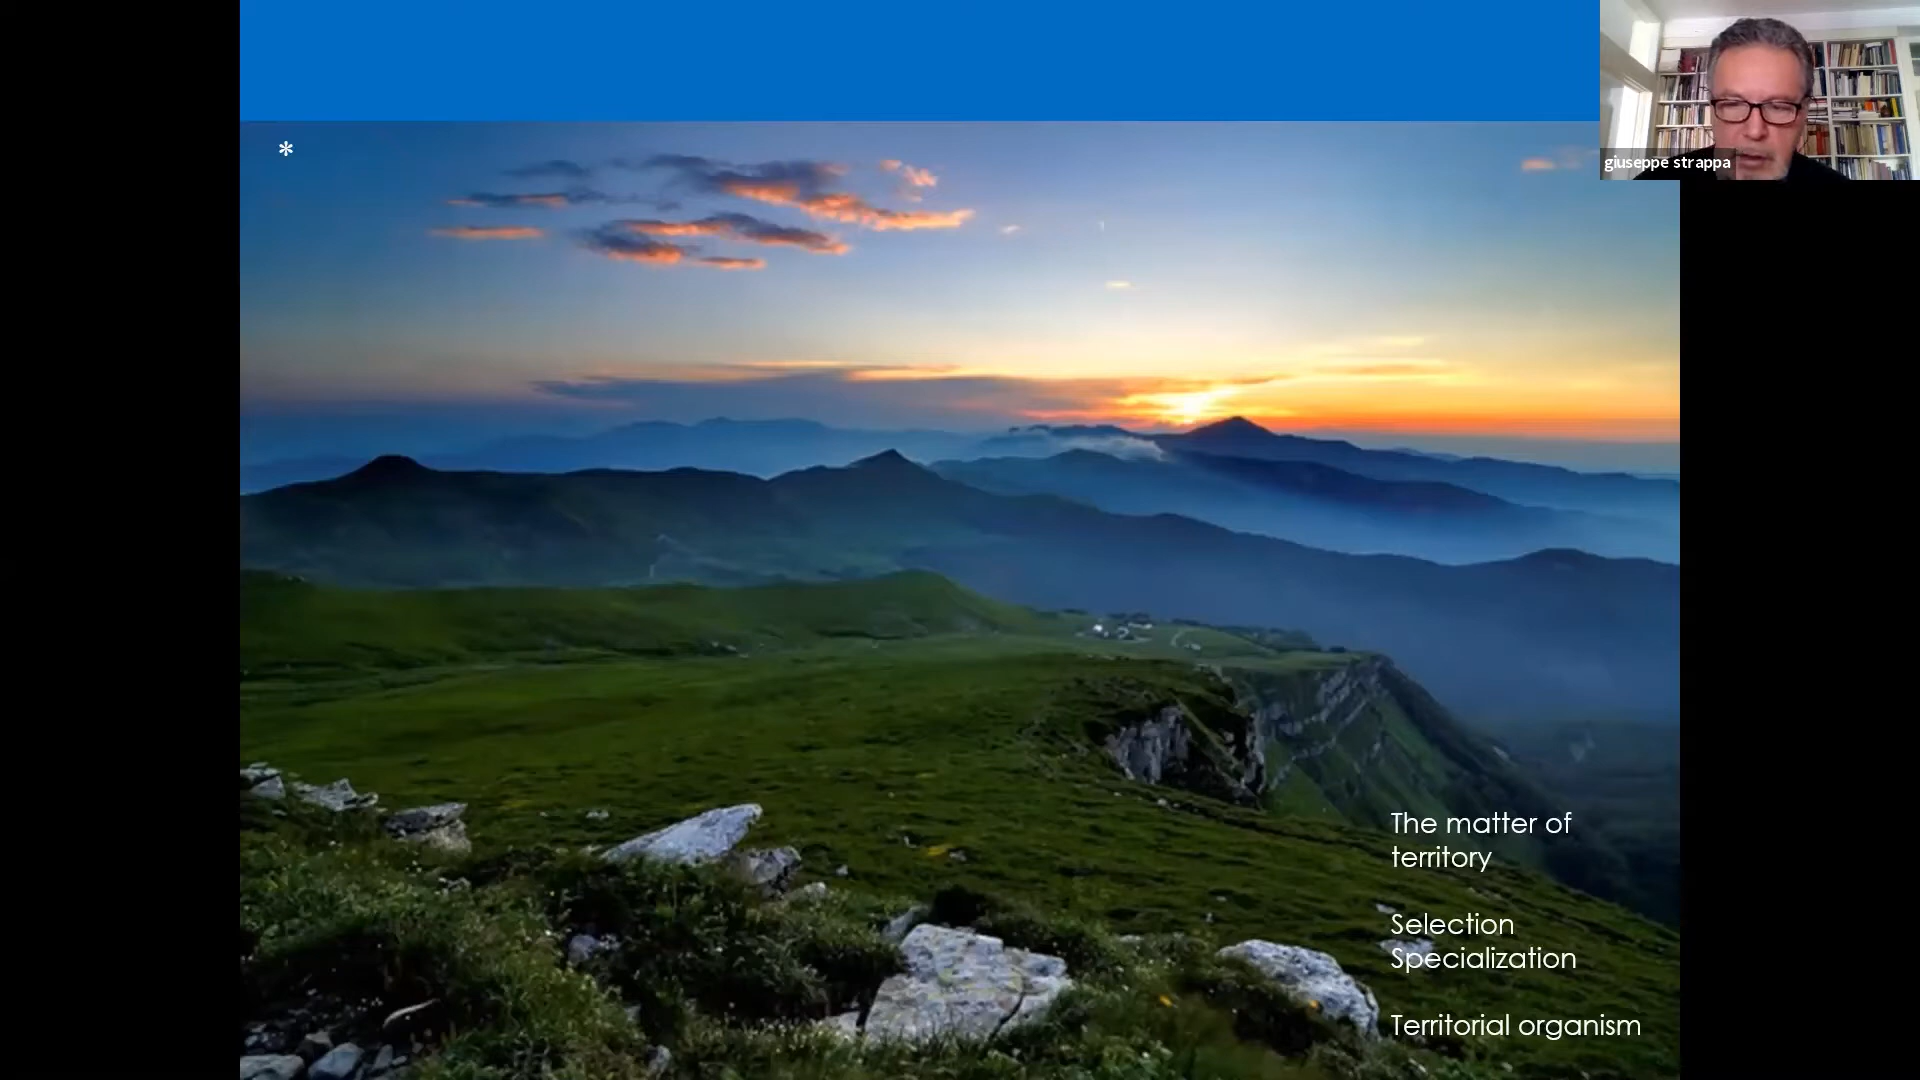 giuseppe strappa
*
The matter of
territory
Selection
Specialization
Territorial organism